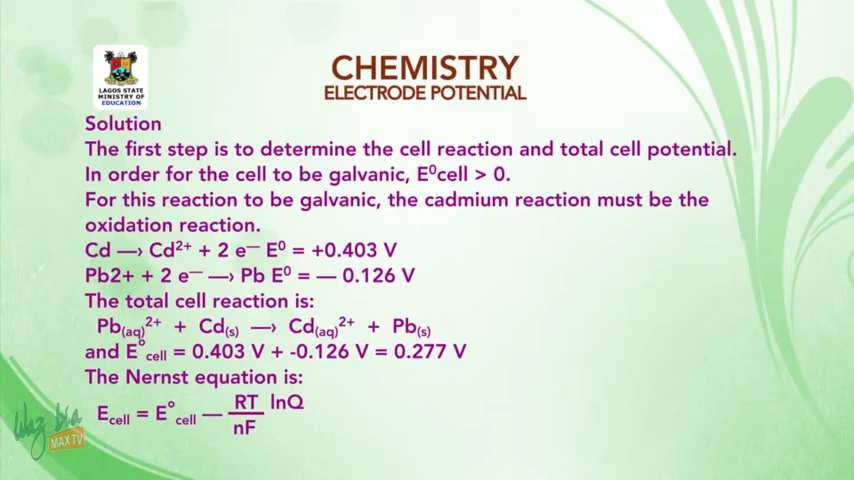 LAGOS STATE
MINISTRY OF
EDUCATION
CHEMISTRY
ELECTRODE POTENTIAL
Solution
The first step is to determine the cell reaction and total cell potential.
In order for the cell to be galvanic, E⁰cell > 0.
For this reaction to be galvanic, the cadmium reaction must be the
oxidation reaction.
Cd —› Cd²⁺ + 2 e— E⁰ = +0.403 V
Pb2+ + 2 e— —› Pb E⁰ = — 0.126 V
The total cell reaction is:
Pb(aq)²⁺ + Cd(s) —› Cd(aq)²⁺ + Pb(s)
and E°cell = 0.403 V + -0.126 V = 0.277 V
The Nernst equation is:
Ecell = E°cell — RT/nF lnQ
Waz bia
MAX TV